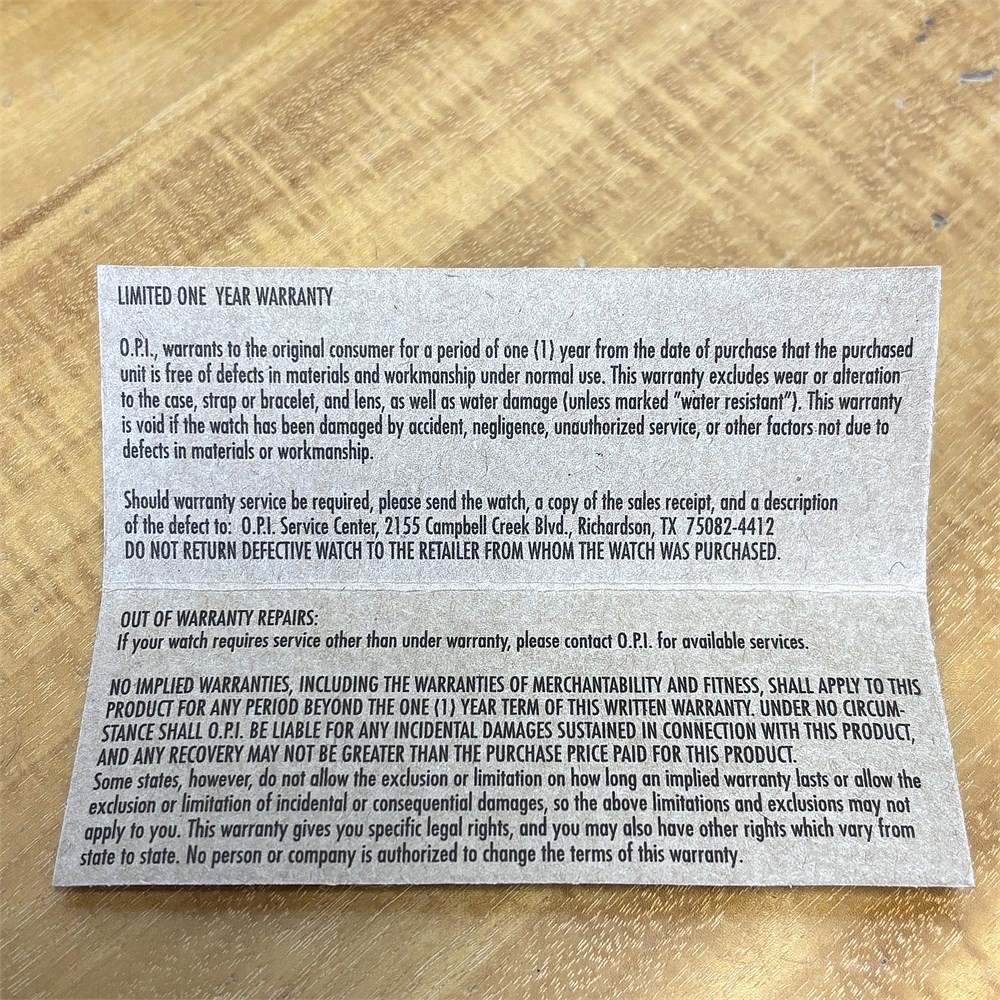 LIMITED ONE YEAR WARRANTY
O.P.I., warrants to the original consumer for a period of one (1) year from the date of purchase that the purchased
unit is free of defects in materials and workmanship under normal use. This warranty excludes wear or alteration
to the case, strap or bracelet, and lens, as well as water damage (unless marked "water resistant"). This warranty
is void if the watch has been damaged by accident, negligence, unauthorized service, or other factors not due to
defects in materials or workmanship.
Should warranty service be required, please send the watch, a copy of the sales receipt, and a description
of the defect to: O.P.I. Service Center, 2155 Campbell Creek Blvd., Richardson, TX 75082-4412
DO NOT RETURN DEFECTIVE WATCH TO THE RETAILER FROM WHOM THE WATCH WAS PURCHASED.
OUT OF WARRANTY REPAIRS:
If your watch requires service other than under warranty, please contact O.P.I. for available services.
NO IMPLIED WARRANTIES, INCLUDING THE WARRANTIES OF MERCHANTABILITY AND FITNESS, SHALL APPLY TO THIS
PRODUCT FOR ANY PERIOD BEYOND THE ONE (1) YEAR TERM OF THIS WRITTEN WARRANTY. UNDER NO CIRCUM-
STANCE SHALL O.P.I. BE LIABLE FOR ANY INCIDENTAL DAMAGES SUSTAINED IN CONNECTION WITH THIS PRODUCT,
AND ANY RECOVERY MAY NOT BE GREATER THAN THE PURCHASE PRICE PAID FOR THIS PRODUCT.
Some states, however, do not allow the exclusion or limitation on how long an implied warranty lasts or allow the
exclusion or limitation of incidental or consequential damages, so the above limitations and exclusions may not
apply to you. This warranty gives you specific legal rights, and you may also have other rights which vary from
state to state. No person or company is authorized to change the terms of this warranty.